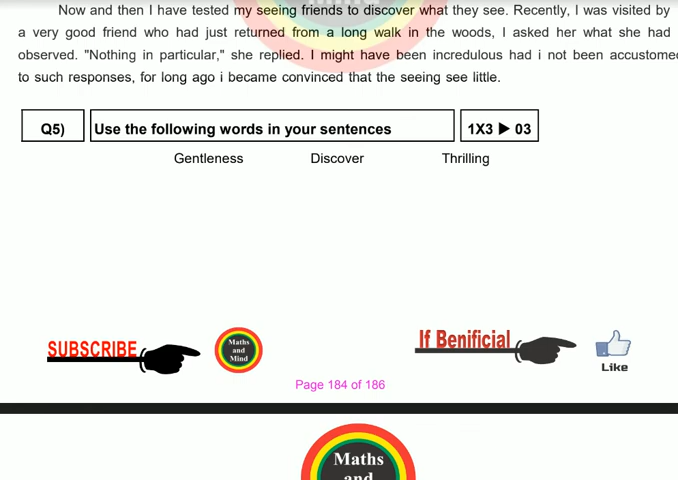 Now and then I have tested my seeing friends to discover what they see. Recently, I was visited by
a very good friend who had just returned from a long walk in the woods, I asked her what she had
observed. "Nothing in particular," she replied. I might have been incredulous had i not been accustomed
to such responses, for long ago i became convinced that the seeing see little.
Q5) Use the following words in your sentences 1X3 ▶ 03
Gentleness Discover Thrilling
SUBSCRIBE Maths and Mind If Benificial Like
Page 184 of 186
Maths
and